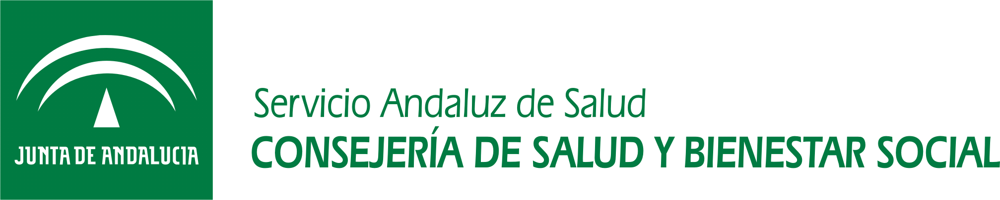 JUNTA DE ANDALUCIA
Servicio Andaluz de Salud
CONSEJERÍA DE SALUD Y BIENESTAR SOCIAL